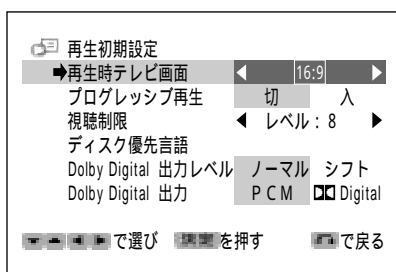 再生初期設定
➡再生時テレビ画面 ◀ 16:9 ▶
プログレッシブ再生 切 入
視聴制限 ◀ レベル：8 ▶
ディスク優先言語
Dolby Digital 出力レベル ノーマル シフト
Dolby Digital 出力 PCM Digital
で選び 決定 を押す で戻る